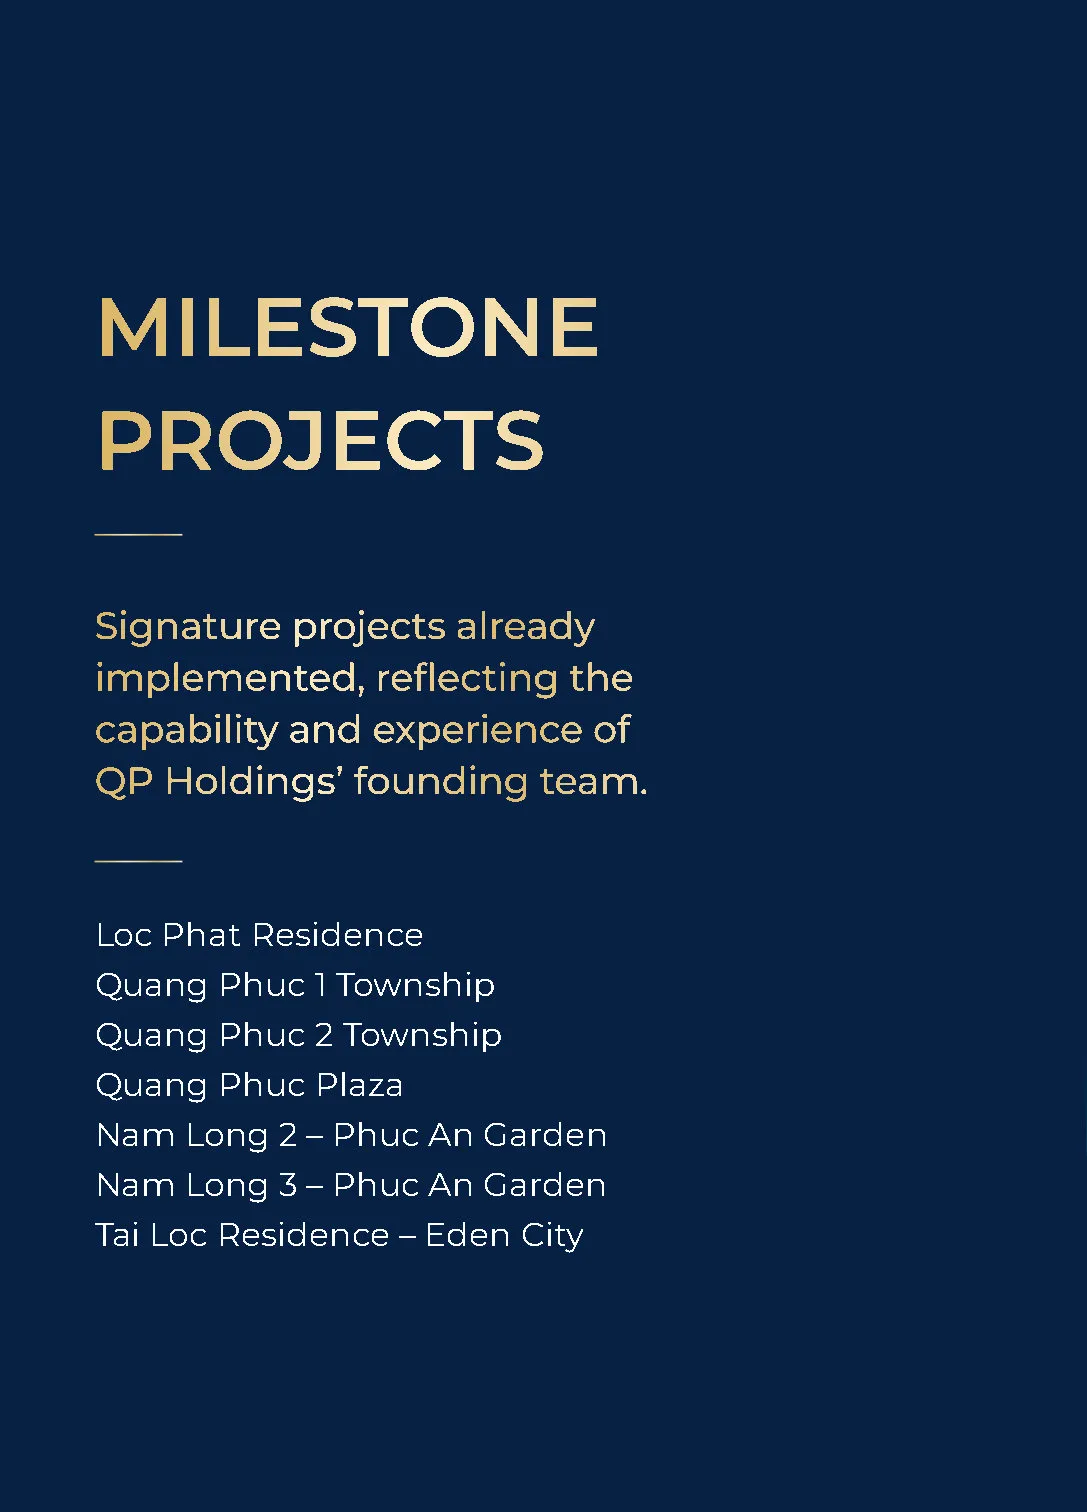 MILESTONE
PROJECTS
Signature projects already
implemented, reflecting the
capability and experience of
QP Holdings’ founding team.
Loc Phat Residence
Quang Phuc 1 Township
Quang Phuc 2 Township
Quang Phuc Plaza
Nam Long 2 – Phuc An Garden
Nam Long 3 – Phuc An Garden
Tai Loc Residence – Eden City